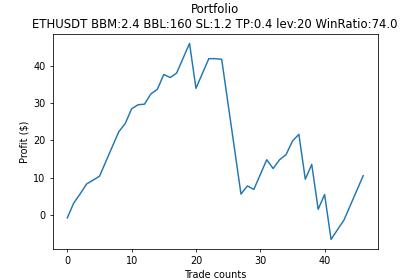 Portfolio
ETHUSDT BBM:2.4 BBL:160 SL:1.2 TP:0.4 lev:20 WinRatio:74.0
40
30
20
10
0
Profit ($)
0 10 20 30 40
Trade counts